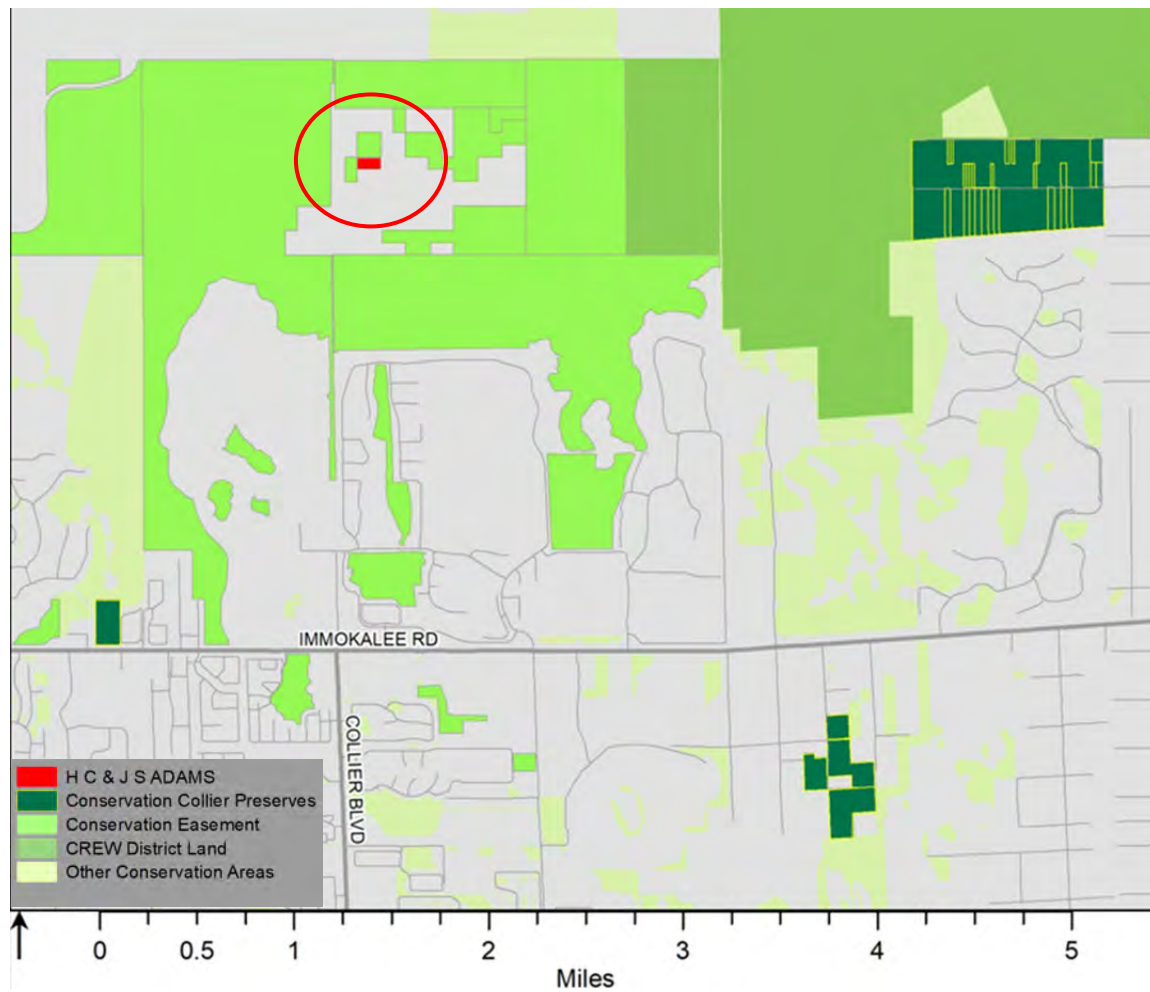 IMMOKALEE RD
COLLIER BLVD
H C & J S ADAMS
Conservation Collier Preserves
Conservation Easement
CREW District Land
Other Conservation Areas
0 0.5 1 2 3 4 5
Miles